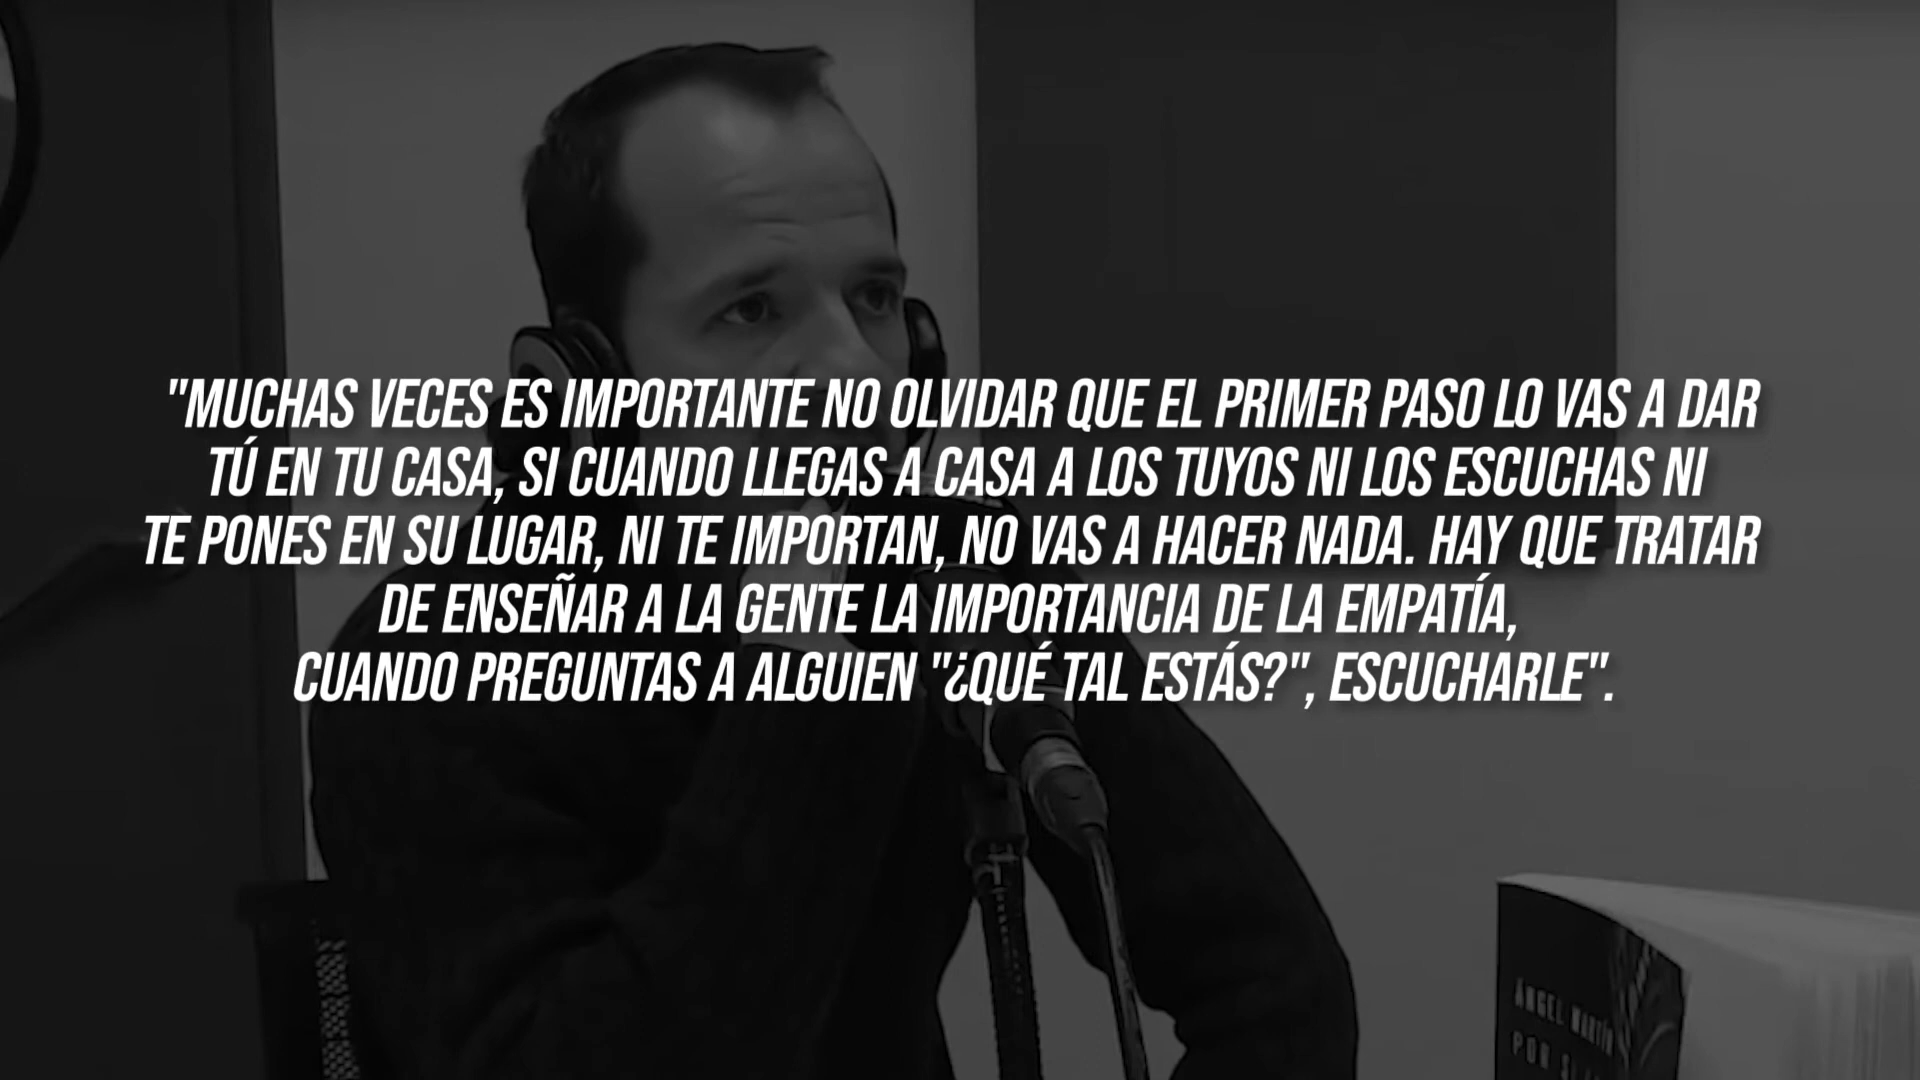 "MUCHAS VECES ES IMPORTANTE NO OLVIDAR QUE EL PRIMER PASO LO VAS A DAR
TÚ EN TU CASA, SI CUANDO LLEGAS A CASA A LOS TUYOS NI LOS ESCUCHAS NI
TE PONES EN SU LUGAR, NI TE IMPORTAN, NO VAS A HACER NADA. HAY QUE TRATAR
DE ENSEÑAR A LA GENTE LA IMPORTANCIA DE LA EMPATÍA,
CUANDO PREGUNTAS A ALGUIEN "¿QUÉ TAL ESTÁS?", ESCUCHARLE".
ÁNGEL MARTÍN
POR